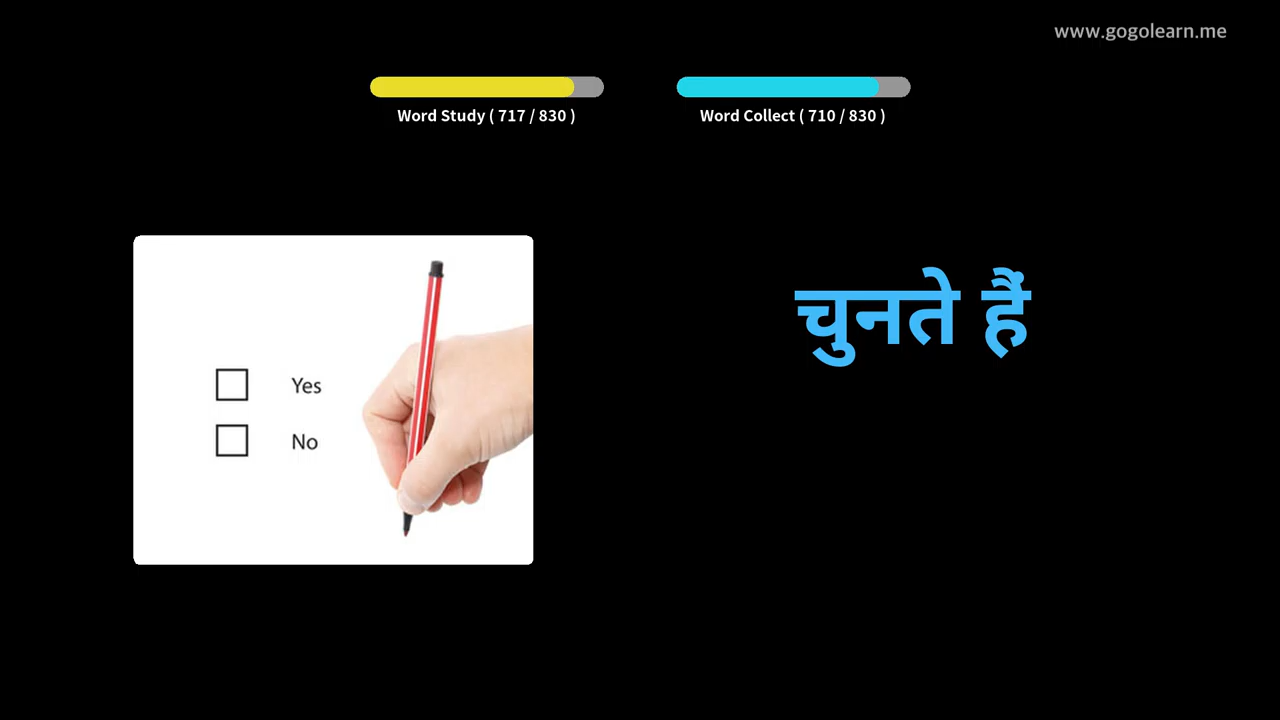 www.gogolearn.me
Word Study ( 717 / 830 )
Word Collect ( 710 / 830 )
चुनते हैं
Yes
No